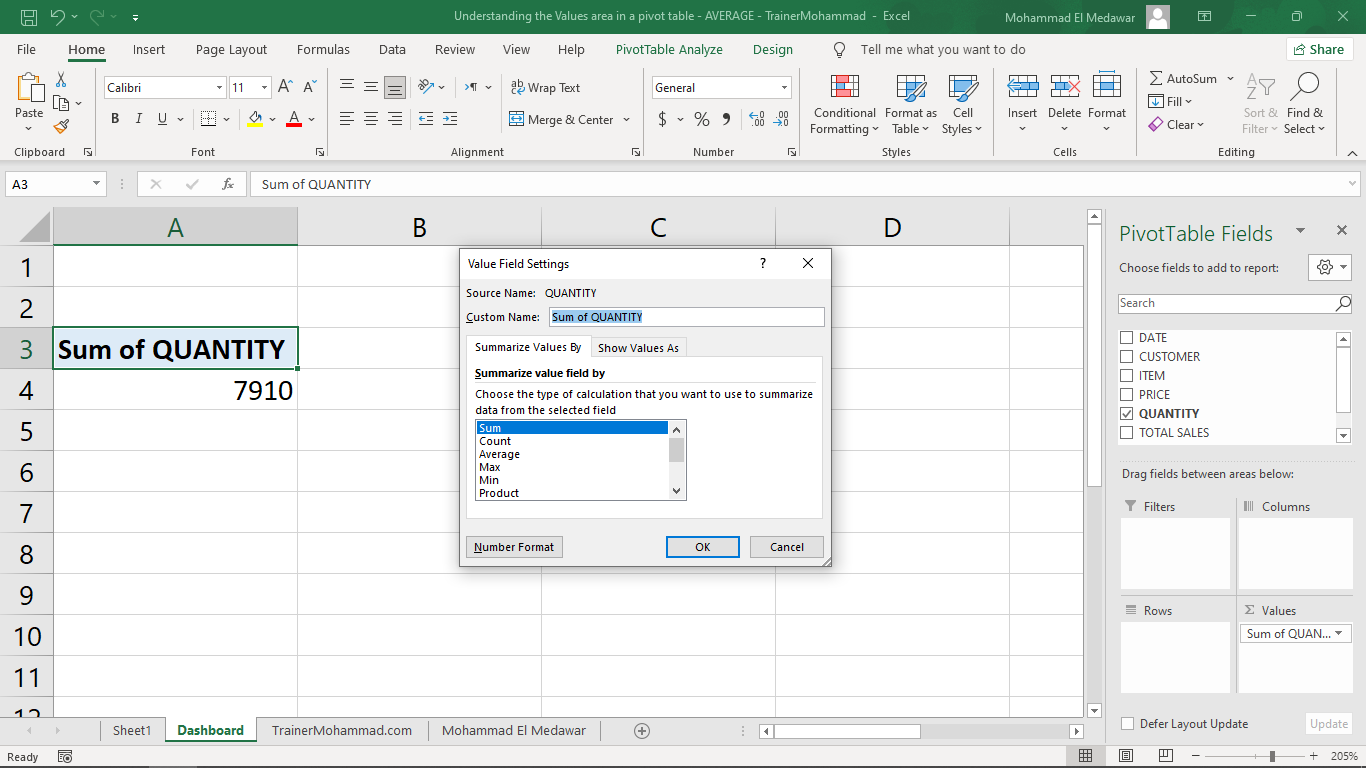 Understanding the Values area in a pivot table - AVERAGE - TrainerMohammad - Excel
Mohammad El Medawar
File Home Insert Page Layout Formulas Data Review View Help PivotTable Analyze Design Tell me what you want to do Share
Paste
Clipboard
Calibri 11
B I U A
Font
ab Wrap Text
Merge & Center
Alignment
General
$ % 9
Number
Conditional Formatting
Format as Table
Cell Styles
Styles
Insert Delete Format
Cells
AutoSum
Fill
Clear
Sort & Filter
Find & Select
Editing
A3 fx Sum of QUANTITY
A B C D
1
2
3 Sum of QUANTITY
4 7910
5
6
7
8
9
10
11
12
Value Field Settings ?
Source Name: QUANTITY
Custom Name: Sum of QUANTITY
Summarize Values By Show Values As
Summarize value field by
Choose the type of calculation that you want to use to summarize
data from the selected field
Sum
Count
Average
Max
Min
Product
Number Format OK Cancel
PivotTable Fields
Choose fields to add to report:
Search
DATE
CUSTOMER
ITEM
PRICE
QUANTITY
TOTAL SALES
Drag fields between areas below:
Filters Columns
Rows Σ Values
Sum of QUAN...
Defer Layout Update Update
Sheet1 Dashboard TrainerMohammad.com Mohammad El Medawar
Ready 205%